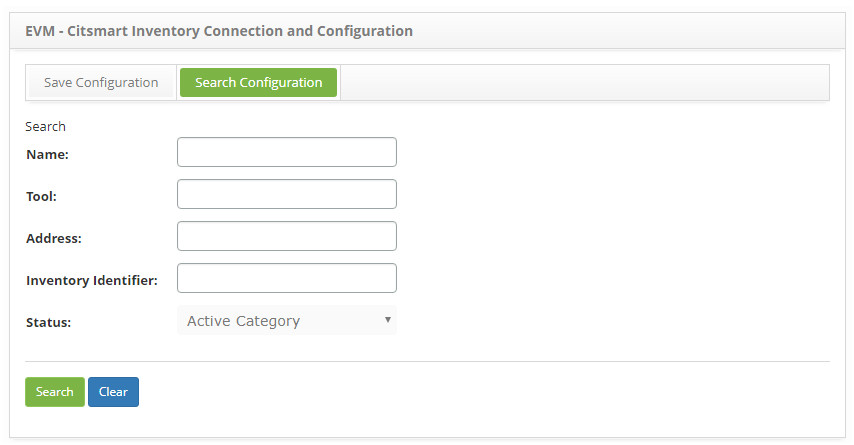 EVM - Citsmart Inventory Connection and Configuration
Save Configuration Search Configuration
Search
Name:
Tool:
Address:
Inventory Identifier:
Status: Active Category
Search Clear